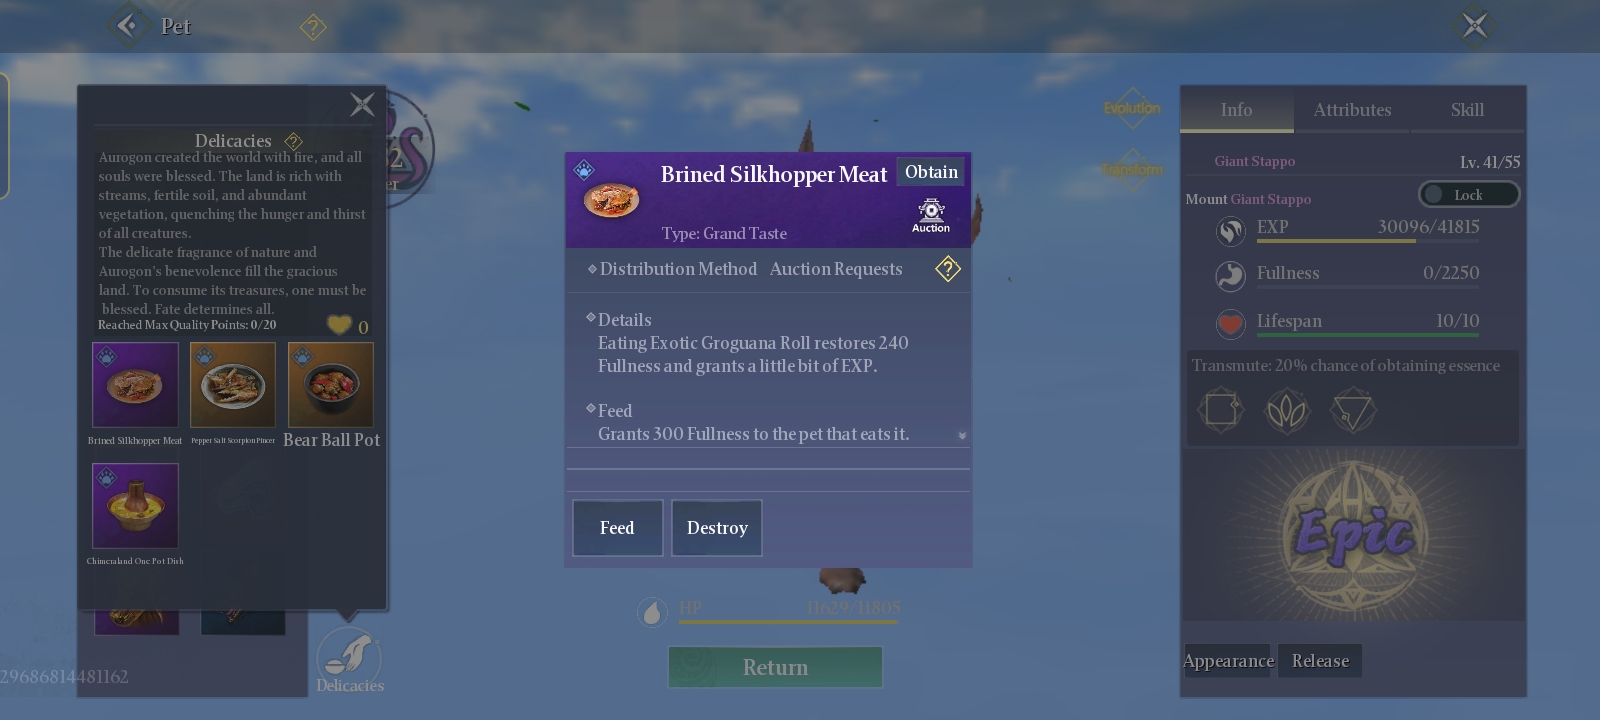 Pet
?
Delicacies ?
Aurogon created the world with fire, and all
souls were blessed. The land is rich with
streams, fertile soil, and abundant
vegetation, quenching the hunger and thirst
of all creatures.
The delicate fragrance of nature and
Aurogon's benevolence fill the gracious
land. To consume its treasures, one must be
blessed. Fate determines all.
Reached Max Quality Points: 0/20
0
Brined Silkhopper Meat
Pepper Salt Scorpion Pincer
Bear Ball Pot
Chimeraland One Pot Dish
29686814481162
Delicacies
Brined Silkhopper Meat
Obtain
Type: Grand Taste
Auction
Distribution Method Auction Requests
?
Details
Eating Exotic Groguana Roll restores 240
Fullness and grants a little bit of EXP.
Feed
Grants 300 Fullness to the pet that eats it.
Feed
Destroy
HP 11629/11805
Return
Evolution
Transform
Info
Attributes
Skill
Giant Stappo
Lv. 41/55
Mount Giant Stappo
Lock
EXP 30096/41815
Fullness 0/2250
Lifespan 10/10
Transmute: 20% chance of obtaining essence
Epic
Appearance
Release